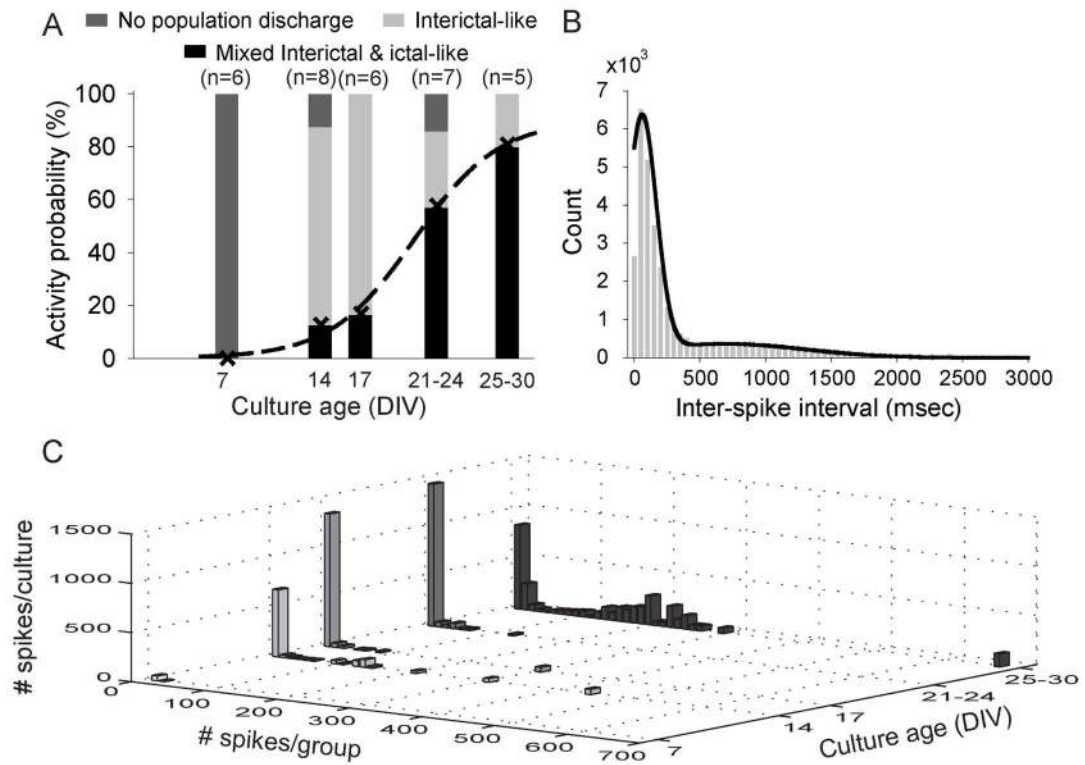 A
No population discharge
Interictal-like
Mixed Interictal & ictal-like
(n=6)
(n=8)
(n=6)
(n=7)
(n=5)
100
80
60
40
20
0
Activity probability (%)
7
14
17
21-24
25-30
Culture age (DIV)
B
x10³
7
6
5
4
3
2
1
0
Count
0
500
1000
1500
2000
2500
3000
Inter-spike interval (msec)
C
1500
1000
500
0
# spikes/culture
0
100
200
300
400
500
600
700
# spikes/group
7
14
17
21-24
25-30
Culture age (DIV)